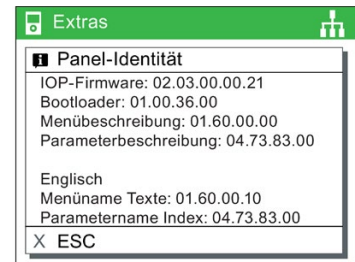 Extras
Panel-Identität
IOP-Firmware: 02.03.00.00.21
Bootloader: 01.00.36.00
Menübeschreibung: 01.60.00.00
Parameterbeschreibung: 04.73.83.00
Englisch
Menüname Texte: 01.60.00.10
Parametername Index: 04.73.83.00
X ESC